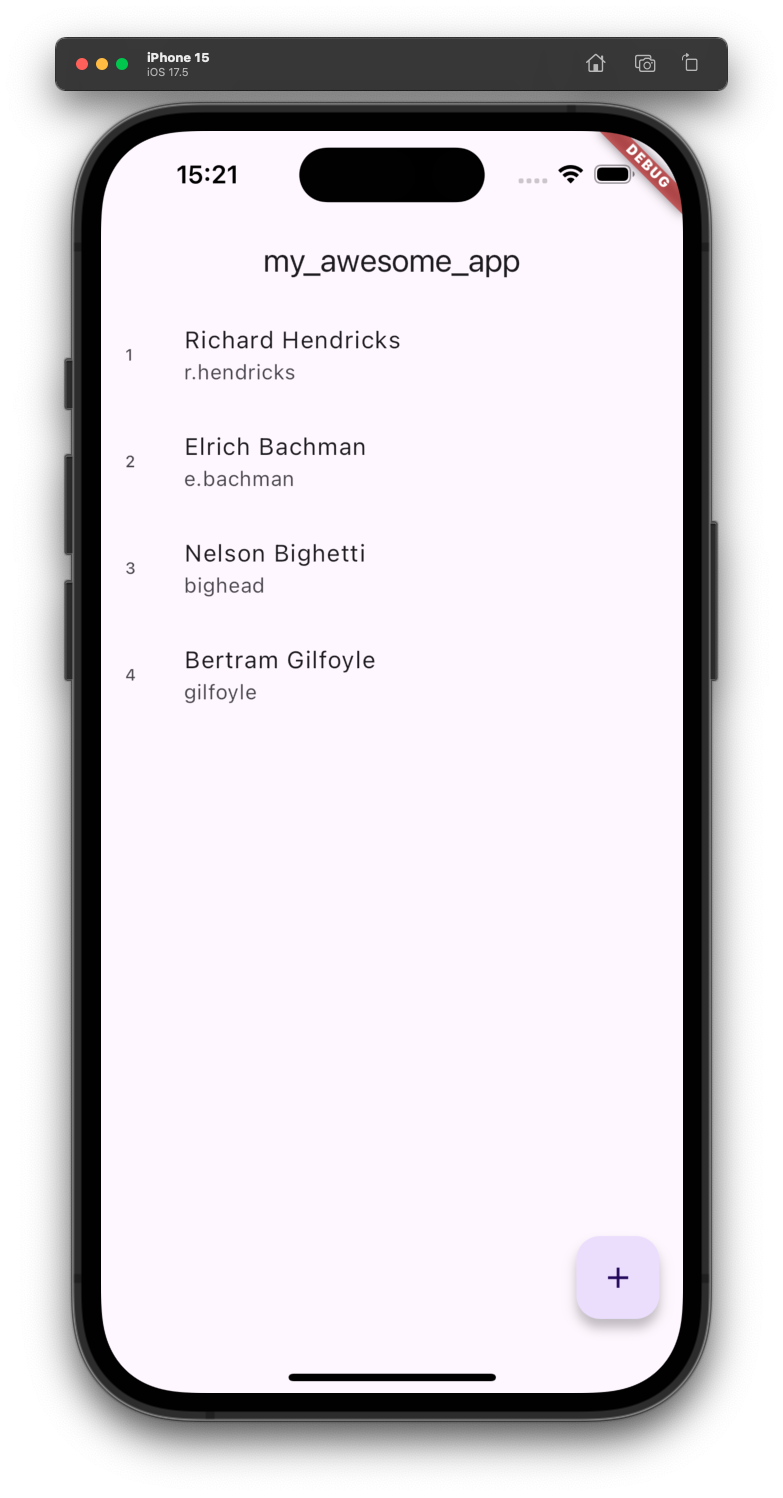 iPhone 15
iOS 17.5
15:21
DEBUG
my_awesome_app
1
Richard Hendricks
r.hendricks
2
Elrich Bachman
e.bachman
3
Nelson Bighetti
bighead
4
Bertram Gilfoyle
gilfoyle
+